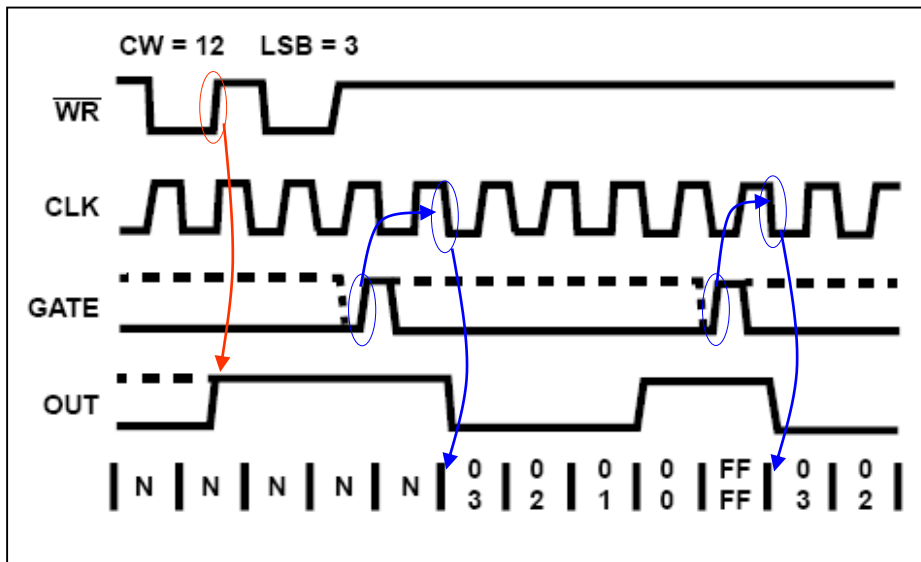 CW = 12 LSB = 3
W̅R̅
CLK
GATE
OUT
| N | N | N | N | N | 0 | 0 | 0 | 0 | FF | 0 | 0 |
3 2 1 0 FF 3 2